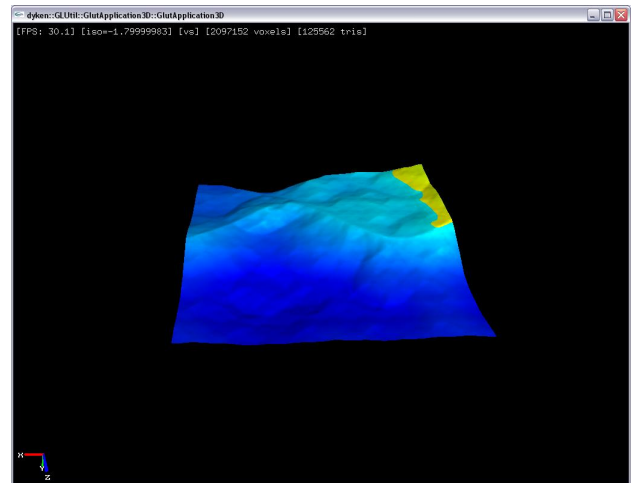 dyken::GLUtil::GlutApplication3D::GlutApplication3D
[FPS: 30.1] [iso=-1.79999983] [vs] [2097152 voxels] [125562 tris]
X
Y
Z